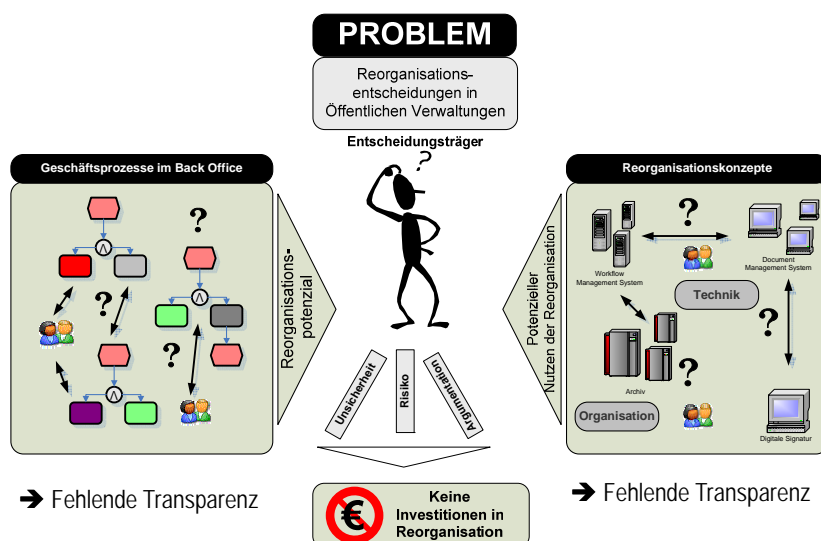 PROBLEM
Reorganisations-
entscheidungen in
Öffentlichen Verwaltungen
Entscheidungsträger
?
Geschäftsprozesse im Back Office
?
Λ
?
Λ
?
Λ
Reorganisations-
potenzial
Unsicherheit
Risiko
Argumentation
Potenzieller
Nutzen der Reorganisation
Reorganisationskonzepte
?
Workflow
Management System
Document
Management System
Technik
?
?
Archiv
Organisation
Digitale Signatur
➔ Fehlende Transparenz
➔ Fehlende Transparenz
€
Keine
Investitionen in
Reorganisation